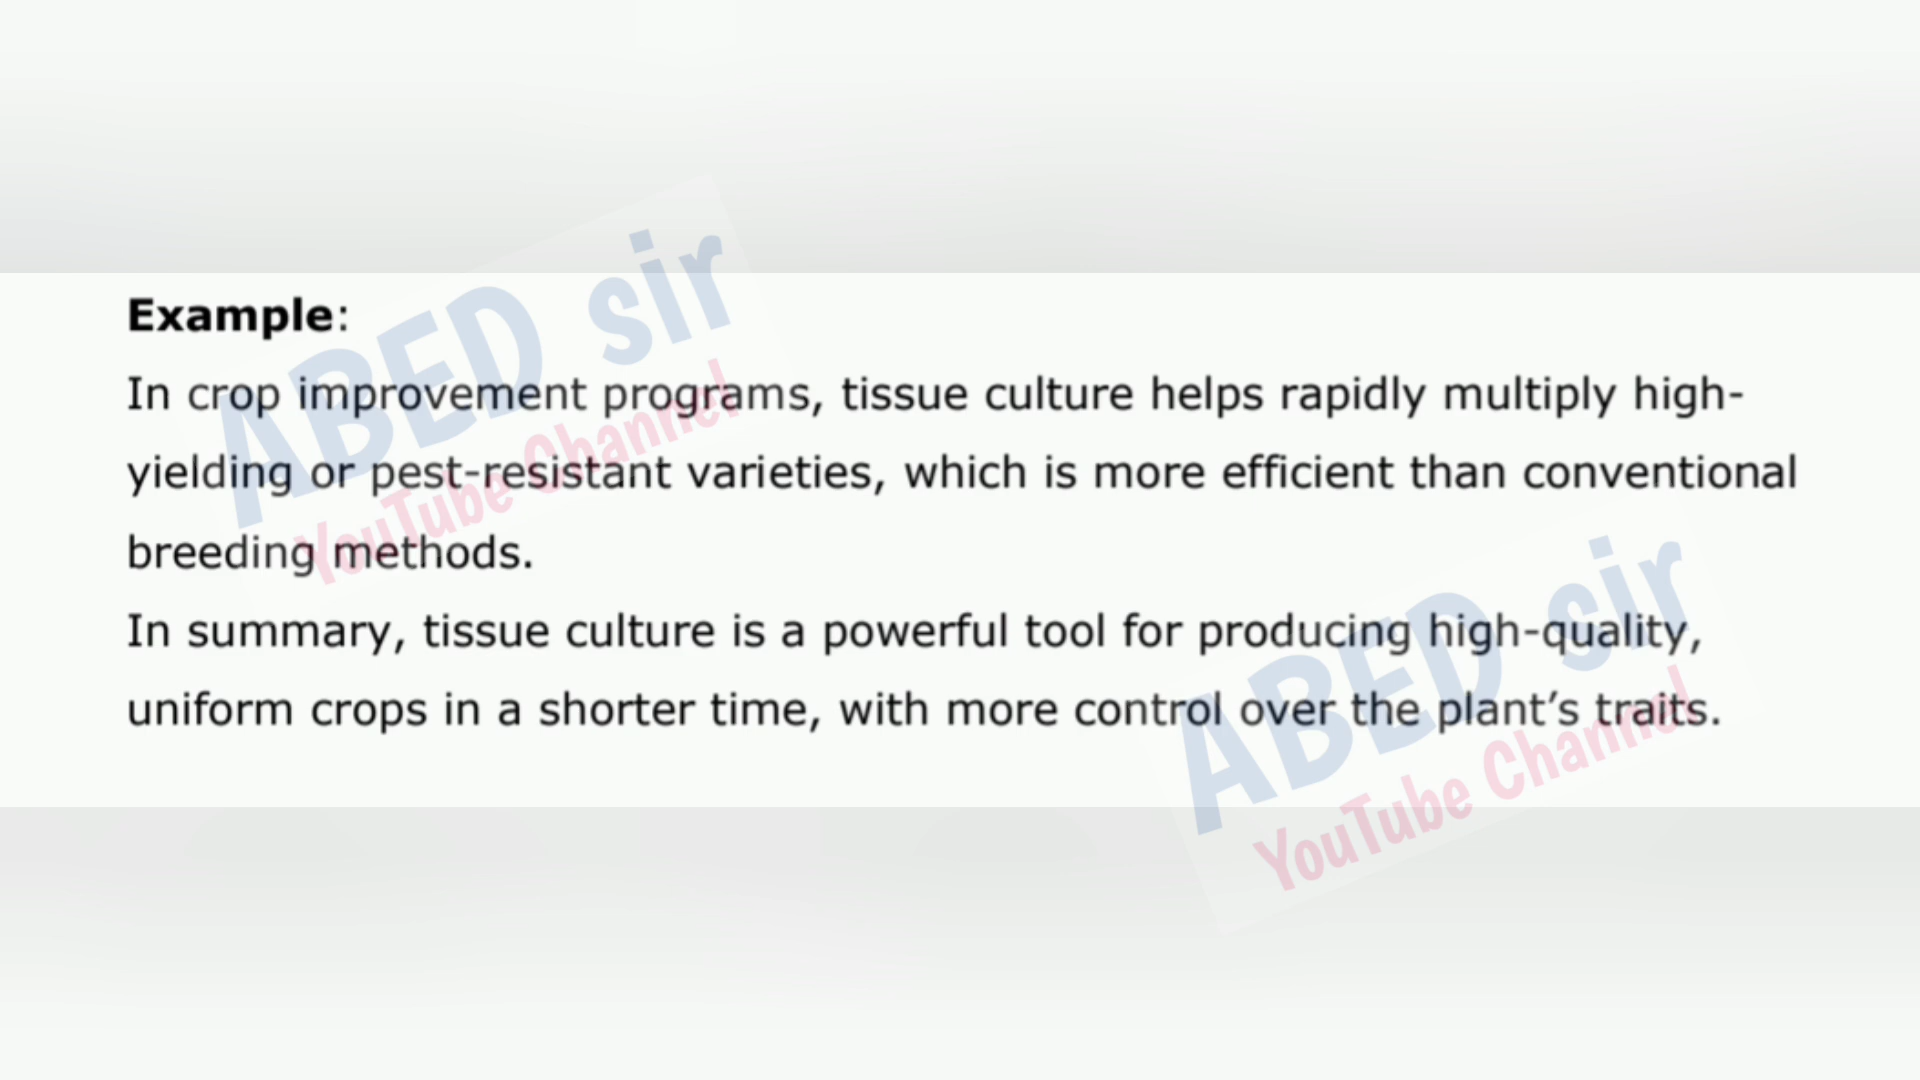 Example:
In crop improvement programs, tissue culture helps rapidly multiply high-
yielding or pest-resistant varieties, which is more efficient than conventional
breeding methods.
In summary, tissue culture is a powerful tool for producing high-quality,
uniform crops in a shorter time, with more control over the plant’s traits.
ABED sir
YouTube Channel
ABED sir
YouTube Channel